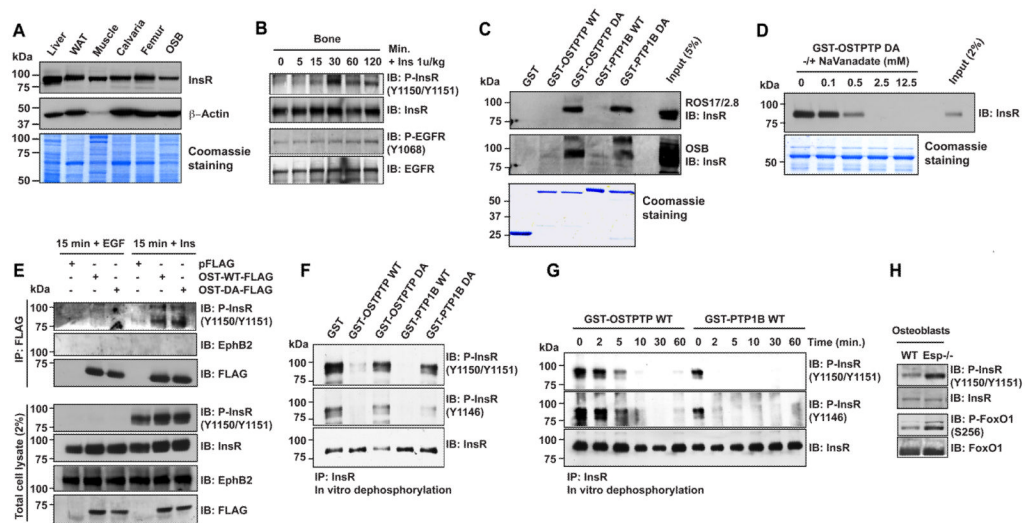 A
Liver
WAT
Muscle
Calvaria
Femur
OSB
kDa
100
75
InsR
50
37
β-Actin
100
75
50
Coomassie
staining
B
Bone
Min.
0 5 15 30 60 120 + Ins 1u/kg
IB: P-InsR
(Y1150/Y1151)
IB: InsR
IB: P-EGFR
(Y1068)
IB: EGFR
C
GST
GST-OSTPTP WT
GST-OSTPTP DA
GST-PTP1B WT
GST-PTP1B DA
Input (5%)
kDa
100
75
ROS17/2.8
IB: InsR
100
75
OSB
IB: InsR
50
37
25
Coomassie
staining
D
GST-OSTPTP DA
-/+ NaVanadate (mM)
kDa
0 0.1 0.5 2.5 12.5
Input (2%)
100
75
IB: InsR
50
Coomassie
staining
E
15 min + EGF 15 min + Ins
+ - - + - - pFLAG
- + - - + - OST-WT-FLAG
- - + - - + OST-DA-FLAG
kDa
IP: FLAG
100
75
IB: P-InsR
(Y1150/Y1151)
100
IB: EphB2
75
IB: FLAG
Total cell lysate (2%)
100
75
IB: P-InsR
(Y1150/Y1151)
100
75
IB: InsR
100
IB: EphB2
75
IB: FLAG
F
GST
GST-OSTPTP WT
GST-OSTPTP DA
GST-PTP1B WT
GST-PTP1B DA
kDa
100
75
IB: P-InsR
(Y1150/Y1151)
100
75
IB: P-InsR
(Y1146)
100
75
IB: InsR
IP: InsR
In vitro dephosphorylation
G
GST-OSTPTP WT GST-PTP1B WT
kDa
0 2 5 10 30 60 0 2 5 10 30 60 Time (min.)
100
75
IB: P-InsR
(Y1150/Y1151)
100
75
IB: P-InsR
(Y1146)
100
75
IB: InsR
IP: InsR
In vitro dephosphorylation
H
Osteoblasts
WT Esp-/-
IB: P-InsR
(Y1150/Y1151)
IB: InsR
IB: P-FoxO1
(S256)
IB: FoxO1